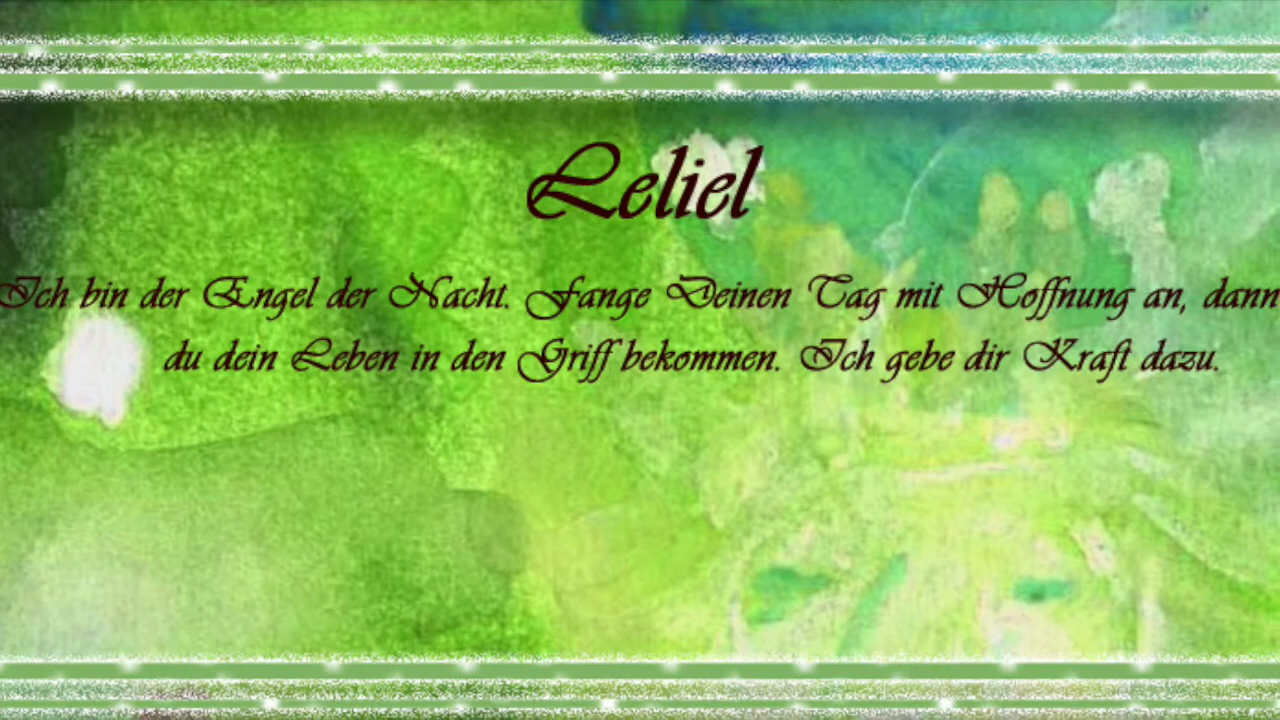 Leliel
Ich bin der Engel der Nacht. Fange Deinen Tag mit Hoffnung an, dann
du dein Leben in den Griff bekommen. Ich gebe dir Kraft dazu.